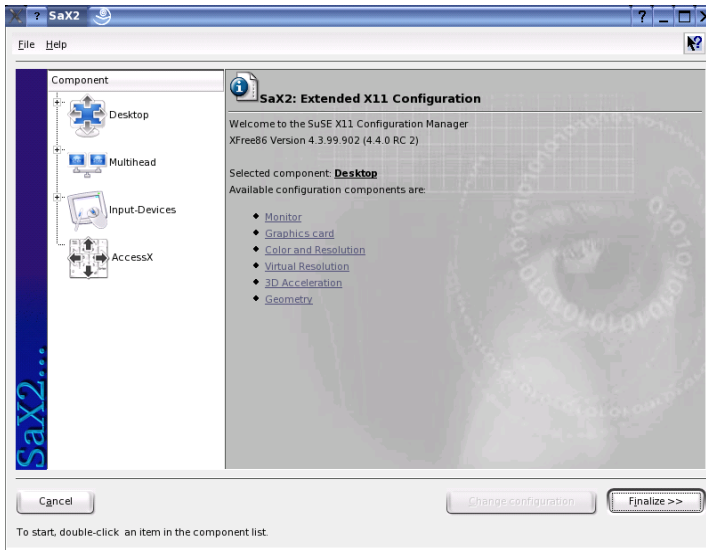 SaX2
File Help
Component
Desktop
Multihead
Input-Devices
AccessX
SaX2...
SaX2: Extended X11 Configuration
Welcome to the SuSE X11 Configuration Manager
XFree86 Version 4.3.99.902 (4.4.0 RC 2)
Selected component: Desktop
Available configuration components are:
Monitor
Graphics card
Color and Resolution
Virtual Resolution
3D Acceleration
Geometry
Cancel
Change configuration
Finalize >>
To start, double-click an item in the component list.